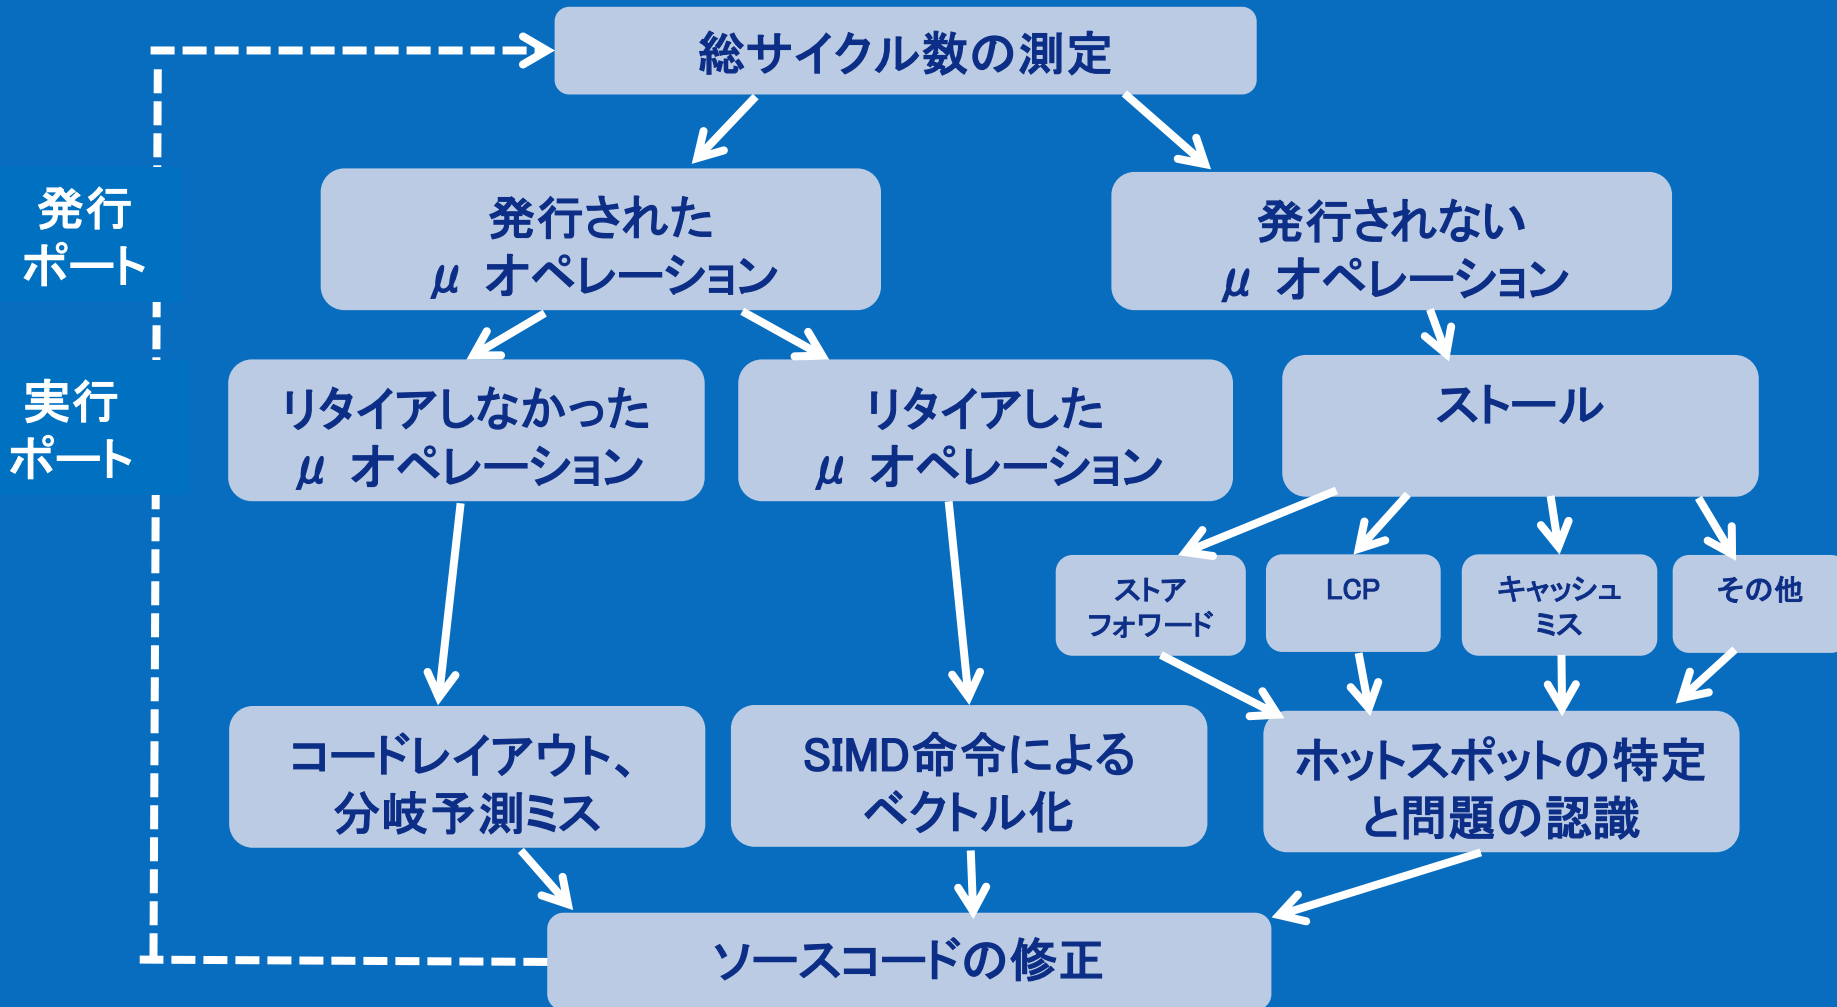 総サイクル数の測定
発行
ポート
発行された
μ オペレーション
発行されない
μ オペレーション
実行
ポート
リタイアしなかった
μ オペレーション
リタイアした
μ オペレーション
ストール
ストア
フォワード
LCP
キャッシュ
ミス
その他
コードレイアウト、
分岐予測ミス
SIMD命令による
ベクトル化
ホットスポットの特定
と問題の認識
ソースコードの修正